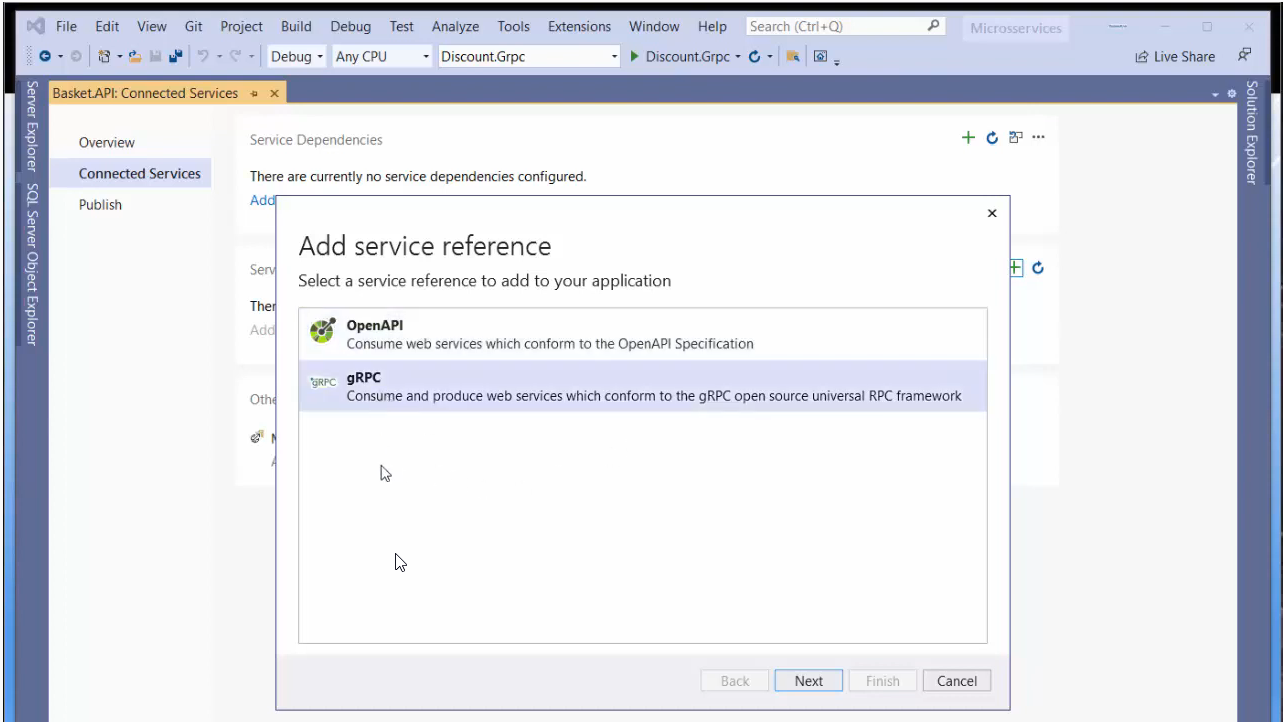 File Edit View Git Project Build Debug Test Analyze Tools Extensions Window Help Search (Ctrl+Q) Microsservices
Debug Any CPU Discount.Grpc Discount.Grpc Live Share
Basket.API: Connected Services
Server Explorer
SQL Server Object Explorer
Solution Explorer
Overview
Connected Services
Publish
Service Dependencies
There are currently no service dependencies configured.
Add
Serv
Ther
Add
Othe
Add service reference
Select a service reference to add to your application
OpenAPI
Consume web services which conform to the OpenAPI Specification
gRPC
gRPC
Consume and produce web services which conform to the gRPC open source universal RPC framework
Back Next Finish Cancel